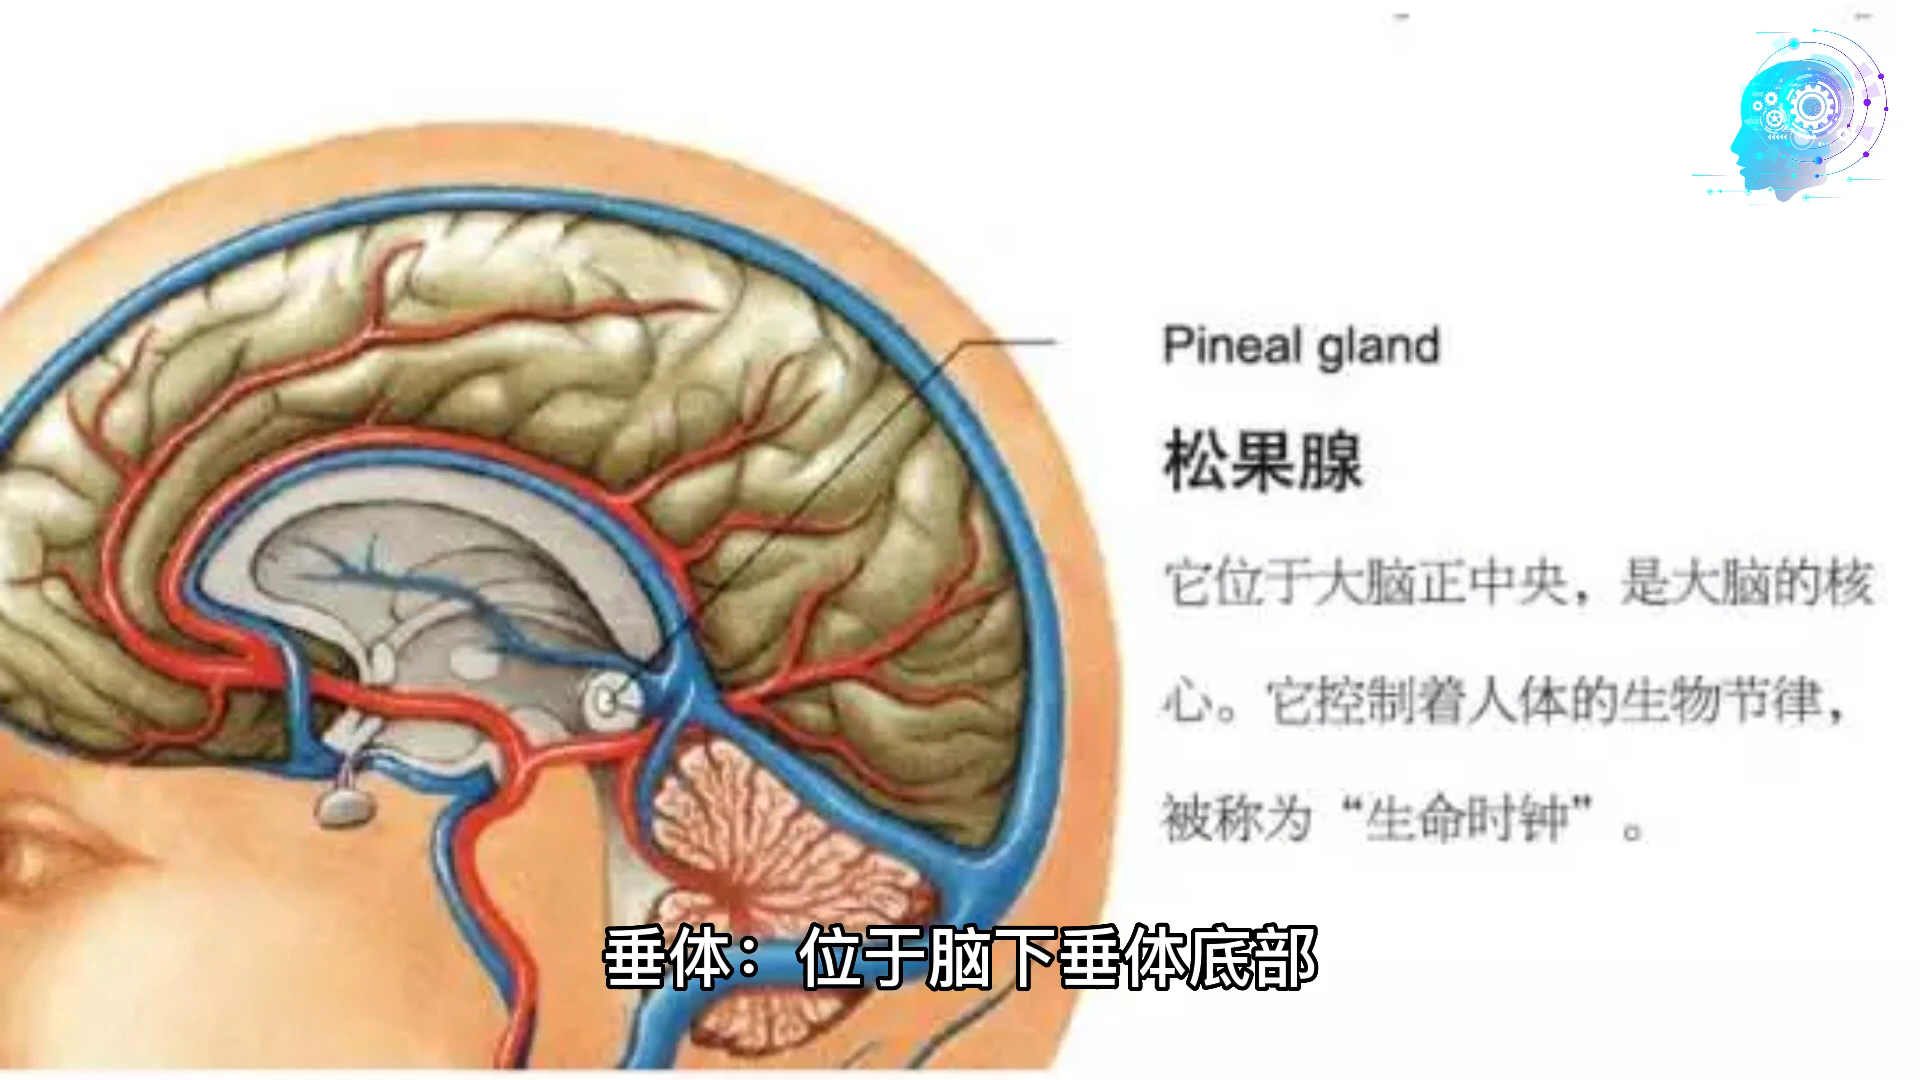 Pineal gland
松果腺
它位于大脑正中央，是大脑的核
心。它控制着人体的生物节律，
被称为“生命时钟”。
垂体：位于脑下垂体底部